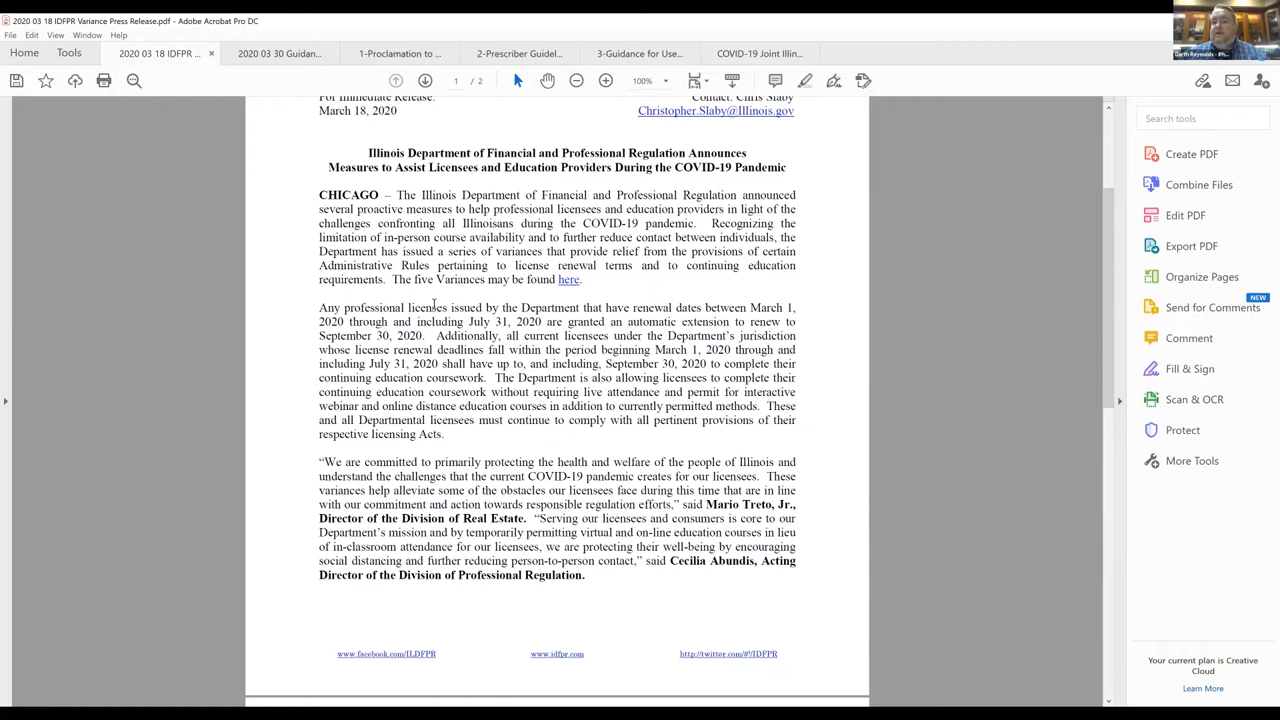 2020 03 18 IDFPR Variance Press Release.pdf - Adobe Acrobat Pro DC
File Edit View Window Help
Home Tools 2020 03 18 IDFPR ... × 2020 03 30 Guidan... 1-Proclamation to ... 2-Prescriber Guidel... 3-Guidance for Use... COVID-19 Joint Illin...
1 / 2 100%
For Immediate Release: Contact: Chris Slaby
March 18, 2020 Christopher.Slaby@Illinois.gov
Illinois Department of Financial and Professional Regulation Announces
Measures to Assist Licensees and Education Providers During the COVID-19 Pandemic
CHICAGO – The Illinois Department of Financial and Professional Regulation announced
several proactive measures to help professional licensees and education providers in light of the
challenges confronting all Illinoisans during the COVID-19 pandemic. Recognizing the
limitation of in-person course availability and to further reduce contact between individuals, the
Department has issued a series of variances that provide relief from the provisions of certain
Administrative Rules pertaining to license renewal terms and to continuing education
requirements. The five Variances may be found here.
Any professional licenses issued by the Department that have renewal dates between March 1,
2020 through and including July 31, 2020 are granted an automatic extension to renew to
September 30, 2020. Additionally, all current licensees under the Department's jurisdiction
whose license renewal deadlines fall within the period beginning March 1, 2020 through and
including July 31, 2020 shall have up to, and including, September 30, 2020 to complete their
continuing education coursework. The Department is also allowing licensees to complete their
continuing education coursework without requiring live attendance and permit for interactive
webinar and online distance education courses in addition to currently permitted methods. These
and all Departmental licensees must continue to comply with all pertinent provisions of their
respective licensing Acts.
“We are committed to primarily protecting the health and welfare of the people of Illinois and
understand the challenges that the current COVID-19 pandemic creates for our licensees. These
variances help alleviate some of the obstacles our licensees face during this time that are in line
with our commitment and action towards responsible regulation efforts,” said Mario Treto, Jr.,
Director of the Division of Real Estate. “Serving our licensees and consumers is core to our
Department’s mission and by temporarily permitting virtual and on-line education courses in lieu
of in-classroom attendance for our licensees, we are protecting their well-being by encouraging
social distancing and further reducing person-to-person contact,” said Cecilia Abundis, Acting
Director of the Division of Professional Regulation.
www.facebook.com/ILDFPR www.idfpr.com http://twitter.com/#!/IDFPR
Search tools
Create PDF
Combine Files
Edit PDF
Export PDF
Organize Pages
NEW
Send for Comments
Comment
Fill & Sign
Scan & OCR
Protect
More Tools
Your current plan is Creative
Cloud
Learn More
Garth Reynolds - IPh...